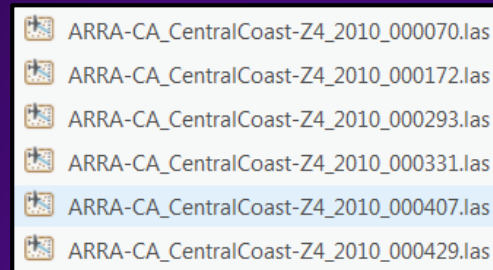 ARRA-CA_CentralCoast-Z4_2010_000070.las
ARRA-CA_CentralCoast-Z4_2010_000172.las
ARRA-CA_CentralCoast-Z4_2010_000293.las
ARRA-CA_CentralCoast-Z4_2010_000331.las
ARRA-CA_CentralCoast-Z4_2010_000407.las
ARRA-CA_CentralCoast-Z4_2010_000429.las